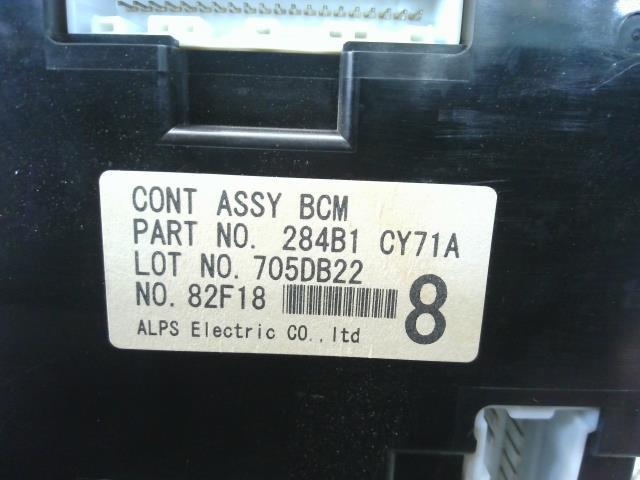 CONT ASSY BCM
PART NO. 284B1 CY71A
LOT NO. 705DB22
NO. 82F18 8
ALPS Electric CO.,ltd